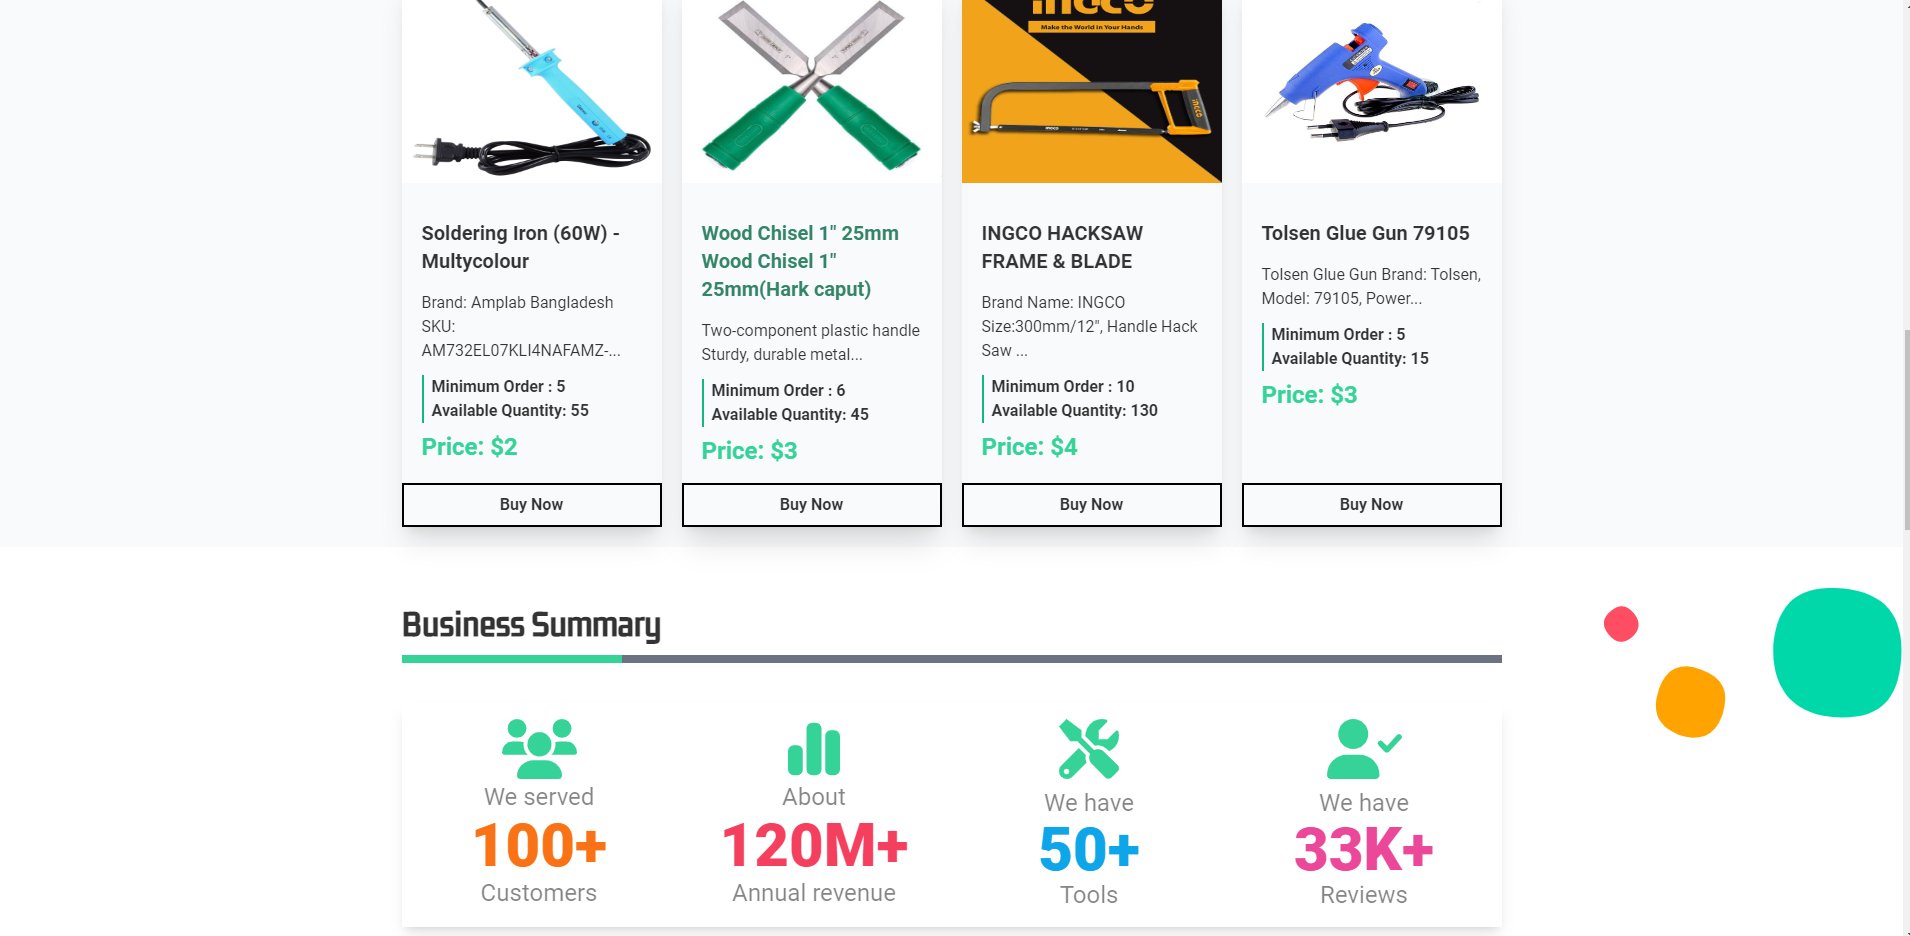 INGCO
Make the World in Your Hands
INGCO
INGCO
Soldering Iron (60W) -
Multycolour
Brand: Amplab Bangladesh
SKU:
AM732EL07KLI4NAFAMZ-...
Minimum Order : 5
Available Quantity: 55
Price: $2
Buy Now
Wood Chisel 1" 25mm
Wood Chisel 1"
25mm(Hark caput)
Two-component plastic handle
Sturdy, durable metal...
Minimum Order : 6
Available Quantity: 45
Price: $3
Buy Now
INGCO HACKSAW
FRAME & BLADE
Brand Name: INGCO
Size:300mm/12", Handle Hack
Saw ...
Minimum Order : 10
Available Quantity: 130
Price: $4
Buy Now
Tolsen Glue Gun 79105
Tolsen Glue Gun Brand: Tolsen,
Model: 79105, Power...
Minimum Order : 5
Available Quantity: 15
Price: $3
Buy Now
Business Summary
We served
100+
Customers
About
120M+
Annual revenue
We have
50+
Tools
We have
33K+
Reviews